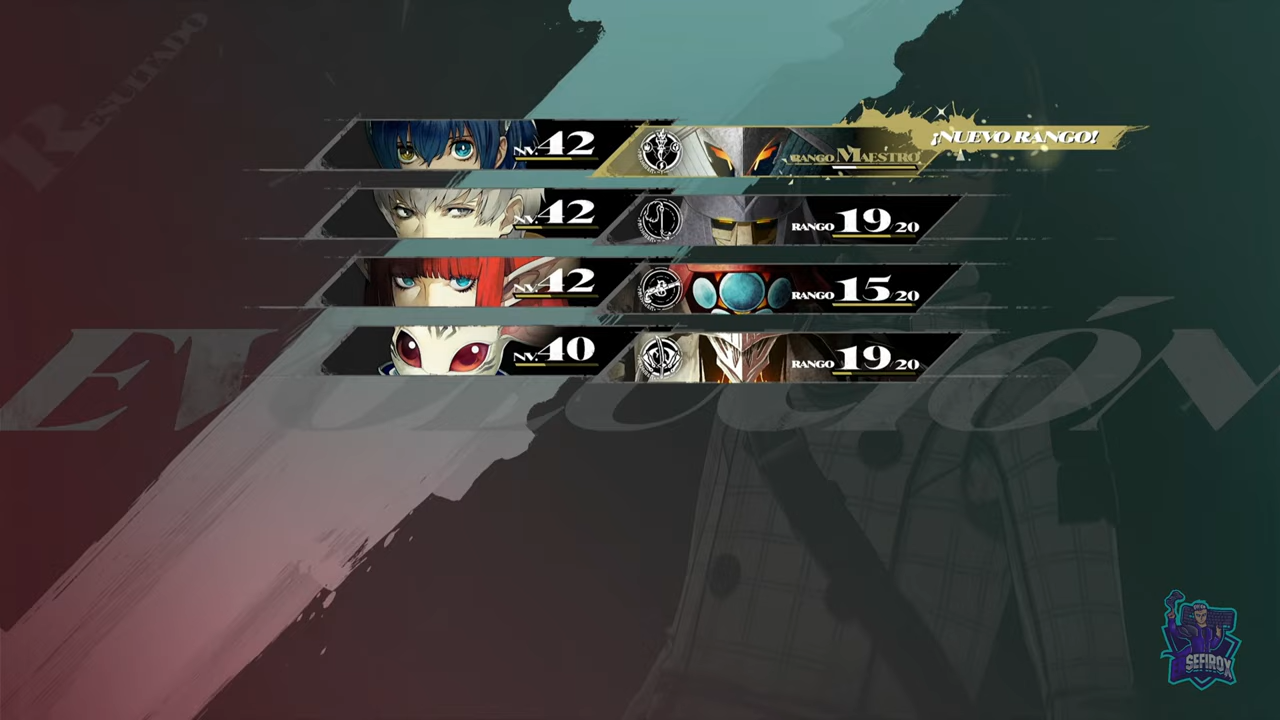 RESULTADO
NV. 42
RANGO MAESTRO
¡NUEVO RANGO!
NV. 42
RANGO 19/20
NV. 42
RANGO 15/20
NV. 40
RANGO 19/20
EVOLUCIÓN
SEFIROX